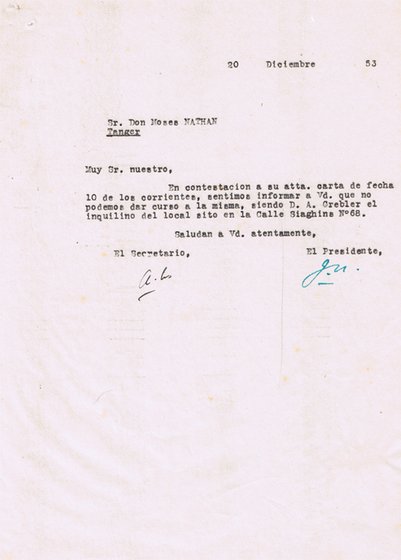 20 Diciembre 53
Sr. Don Moses NATHAN
Tanger
Muy Sr. nuestro,
En contestacion a su atta. carta de fecha
10 de los corrientes, sentimos informar a Vd. que no
podemos dar curso a la misma, siendo D. A. Grebler el
inquilino del local sito en la Calle Siaghins Nº68.
Saludan a Vd. atentamente,
El Secretario, El Presidente,